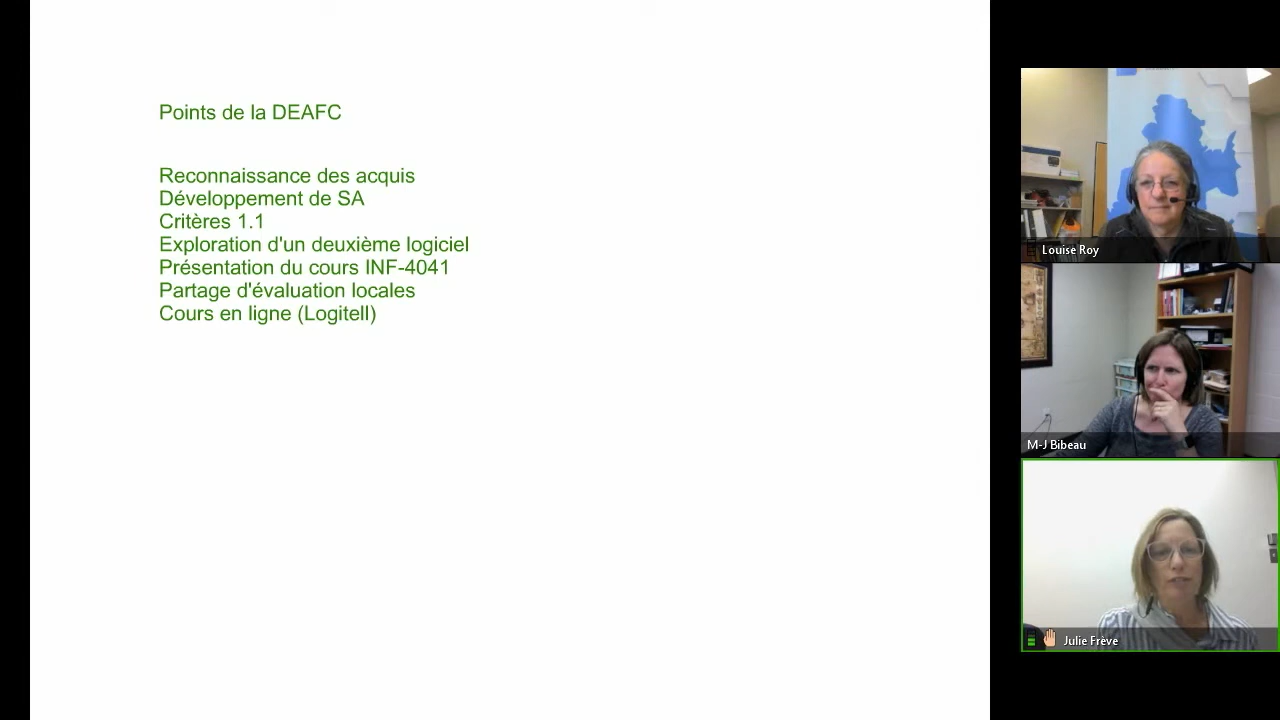 Points de la DEAFC
Reconnaissance des acquis
Développement de SA
Critères 1.1
Exploration d'un deuxième logiciel
Présentation du cours INF-4041
Partage d'évaluation locales
Cours en ligne (Logitell)
Louise Roy
M-J Bibeau
Julie Frève